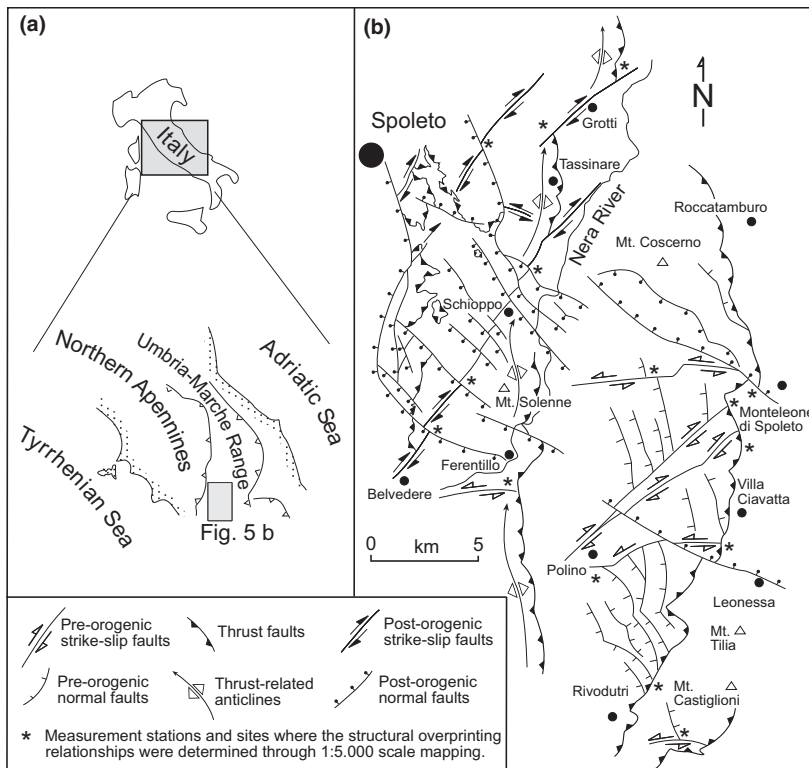 (a)
Italy
Northern Apennines
Umbria-Marche Range
Adriatic Sea
Tyrrhenian Sea
Fig. 5 b
(b)
N
Spoleto
Grotti
Tassinare
Nera River
Roccatamburo
Mt. Coscerno
Schioppo
Mt. Solenne
Monteleone
di Spoleto
Ferentillo
Belvedere
Villa
Ciavatta
0 5
km
Polino
Leonessa
Mt.
Tilia
Rivodutri
Mt.
Castiglioni
Pre-orogenic
strike-slip faults
Thrust faults
Post-orogenic
strike-slip faults
Pre-orogenic
normal faults
Thrust-related
anticlines
Post-orogenic
normal faults
* Measurement stations and sites where the structural overprinting
relationships were determined through 1:5.000 scale mapping.